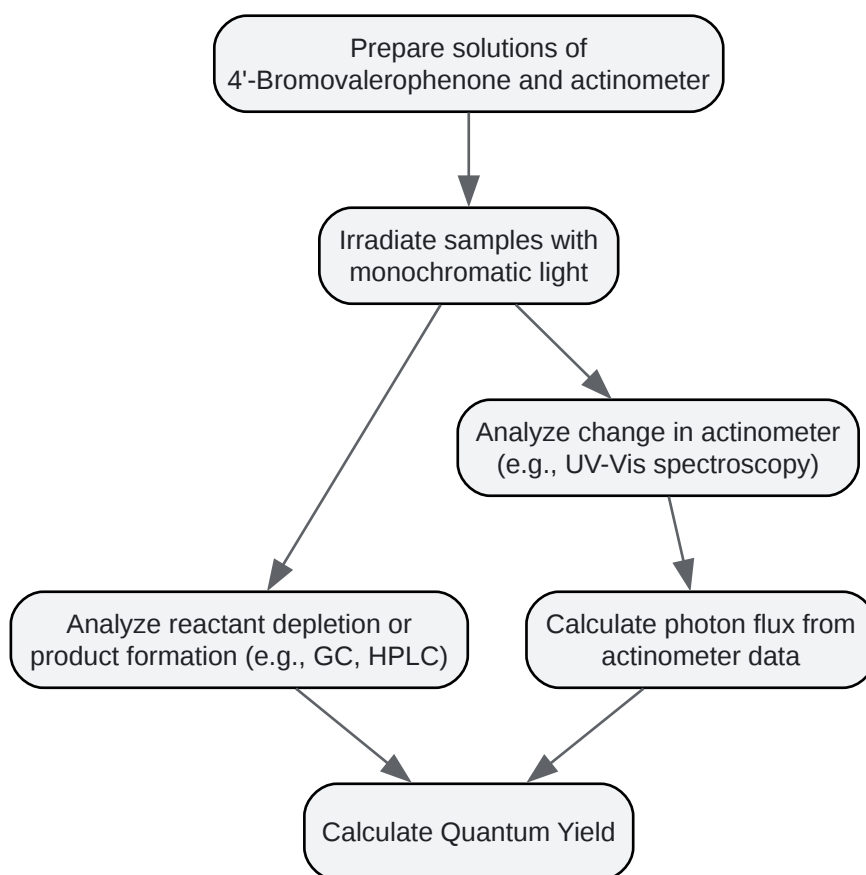 Prepare solutions of
4'-Bromovalerophenone and actinometer
Irradiate samples with
monochromatic light
Analyze change in actinometer
(e.g., UV-Vis spectroscopy)
Analyze reactant depletion or
product formation (e.g., GC, HPLC)
Calculate photon flux from
actinometer data
Calculate Quantum Yield